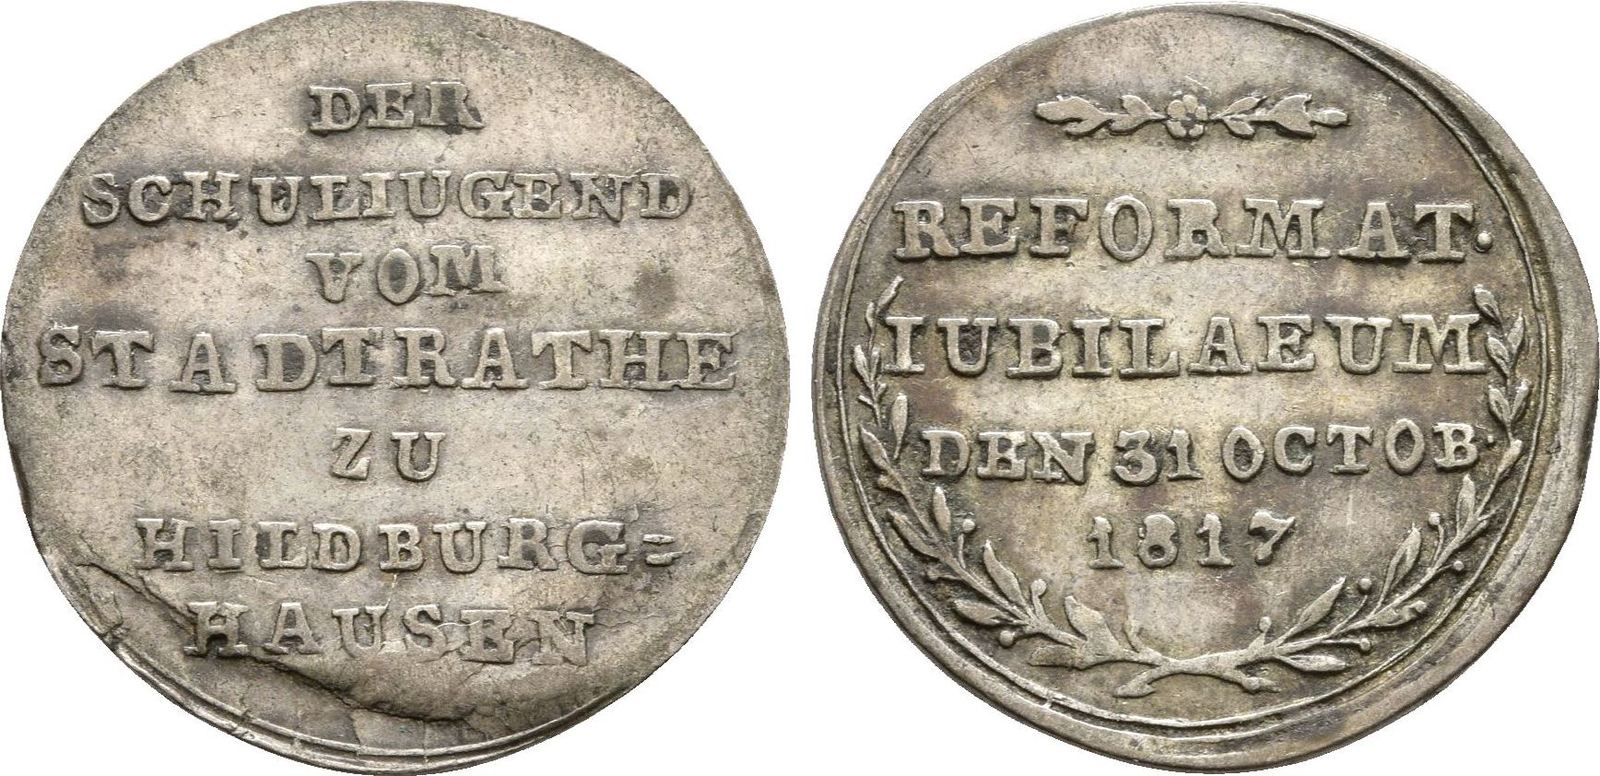 DER
SCHULIUGEND
VOM
STADTRATHE
ZU
HILDBURG=
HAUSEN
REFORMAT.
IUBILAEUM
DEN 31 OCTOB.
1817